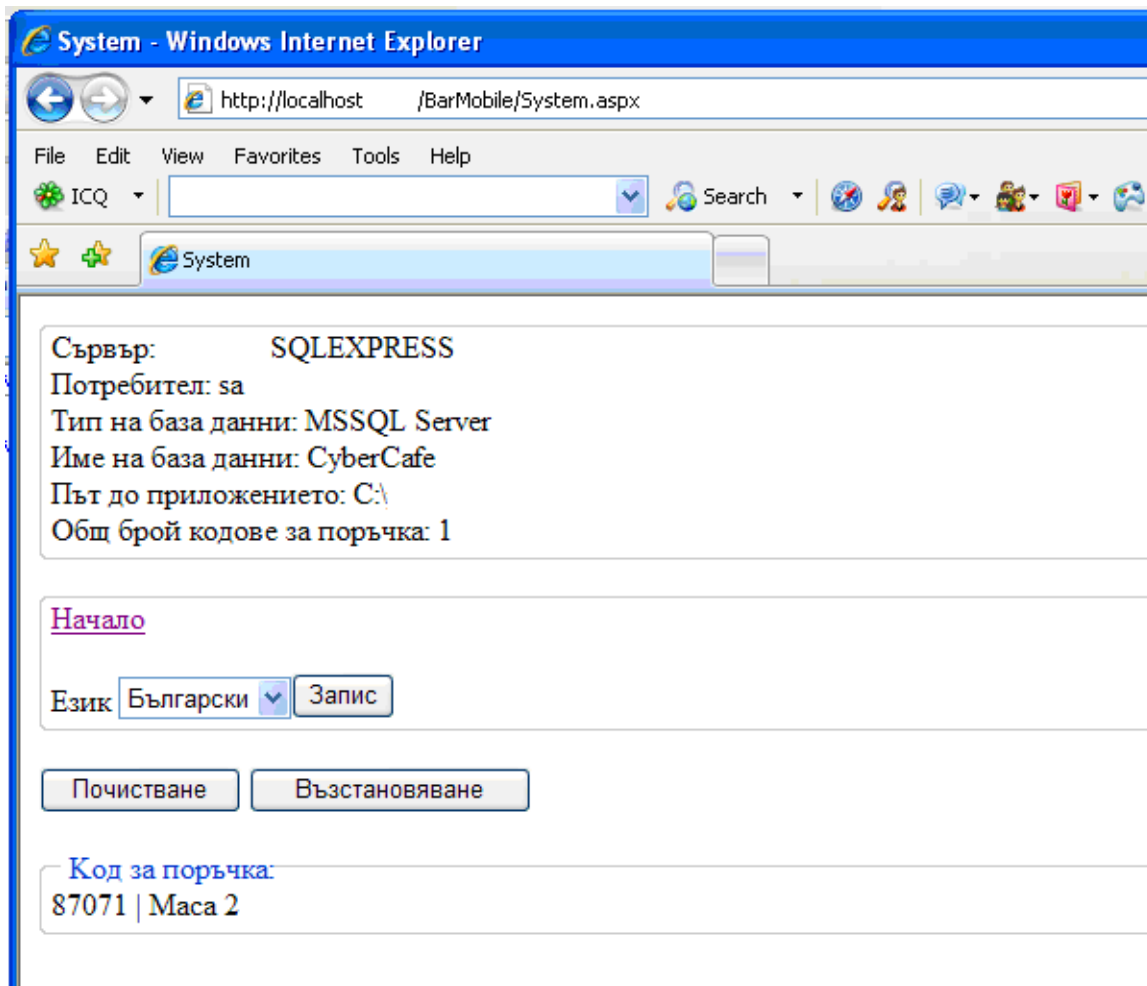 System - Windows Internet Explorer
http://localhost /BarMobile/System.aspx
File Edit View Favorites Tools Help
ICQ Search
System
Сървър: SQLEXPRESS
Потребител: sa
Тип на база данни: MSSQL Server
Име на база данни: CyberCafe
Път до приложението: C:\
Общ брой кодове за поръчка: 1
Начало
Език Български Запис
Почистване Възстановяване
Код за поръчка:
87071 | Маса 2